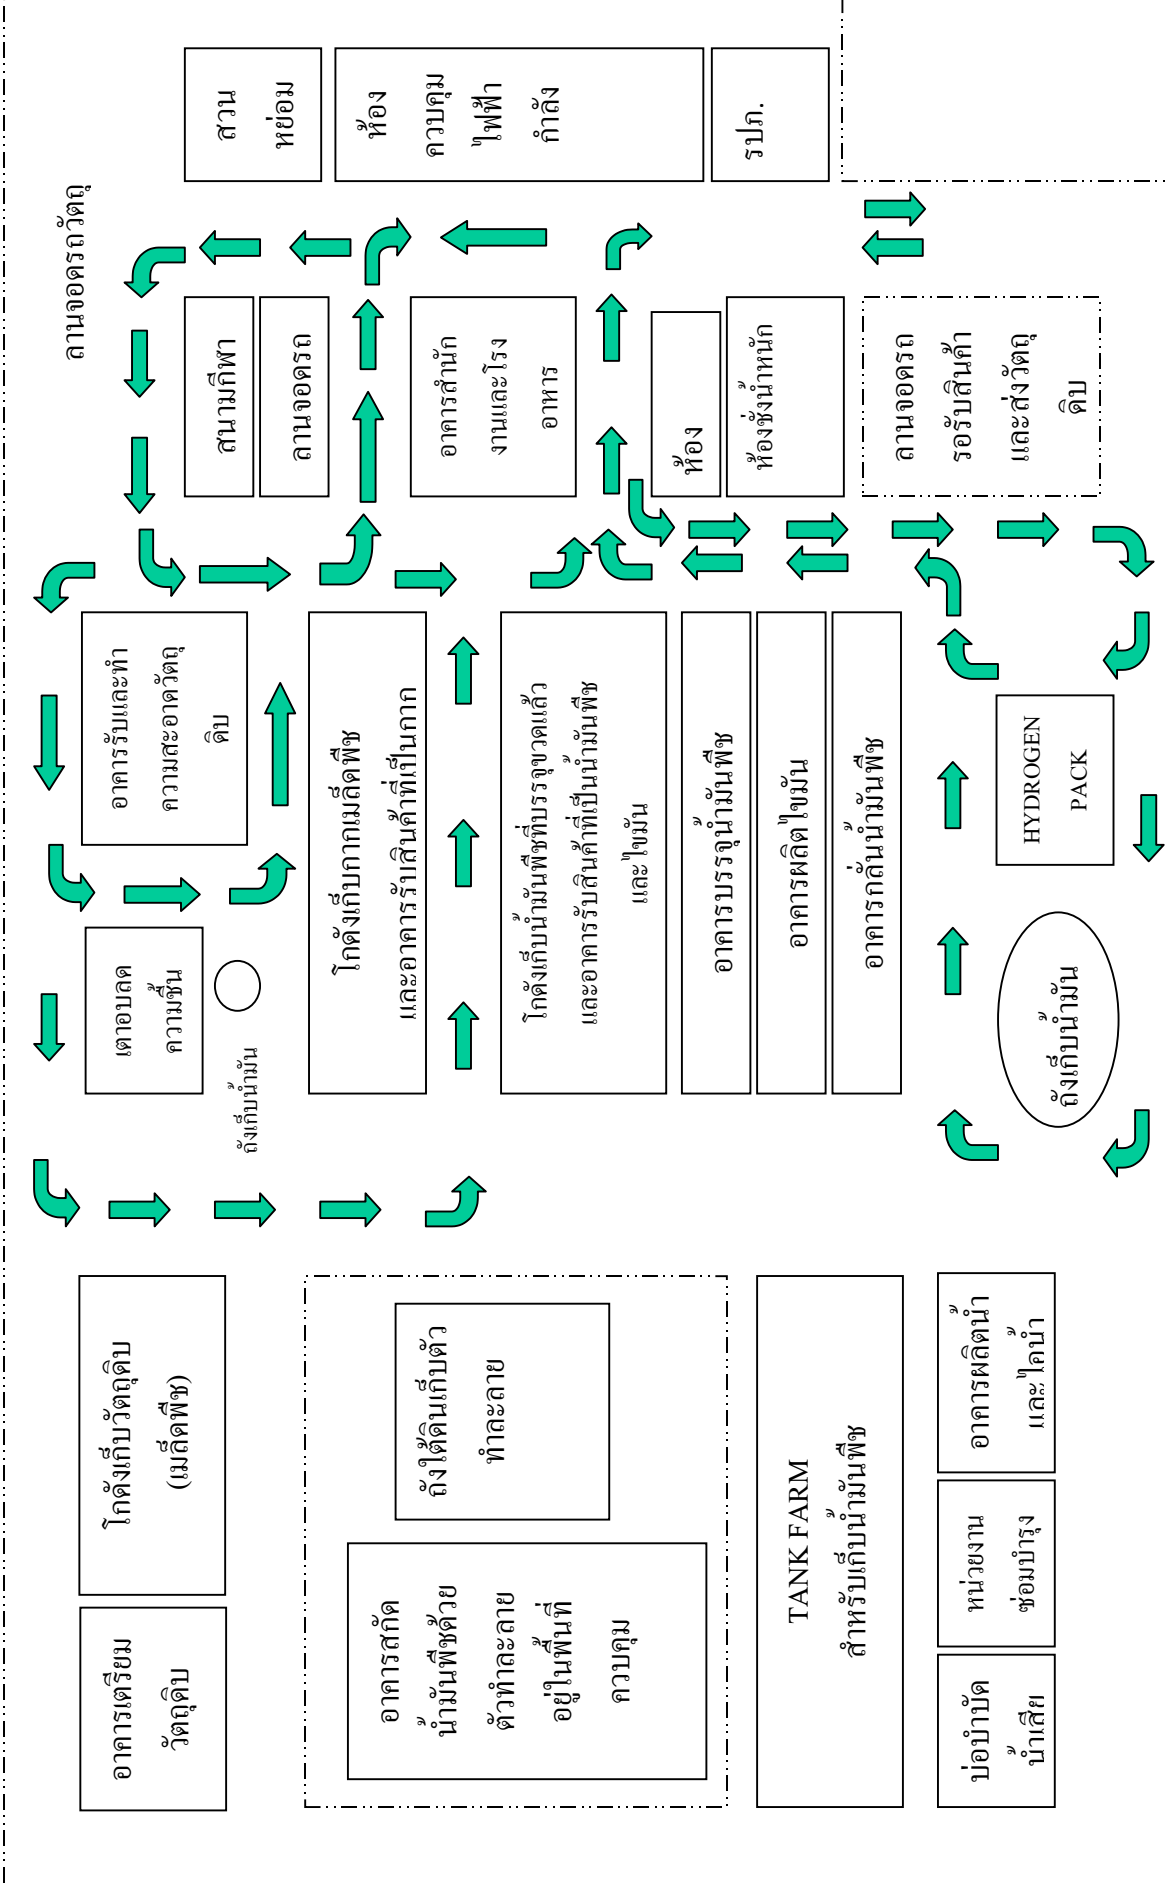 สวน
หย่อม
ห้อง
ควบคุม
ไฟฟ้า
กำลัง
รปภ.
ลานจอดรถวัตถุ
สนามกีฬา
ลานจอดรถ
อาคารสำนัก
งานและโรง
อาหาร
ห้อง
ห้องชั่งน้ำหนัก
ลานจอดรถ
รอรับสินค้า
และส่งวัตถุ
ดิบ
อาคารรับและทำ
ความสะอาดวัตถุ
ดิบ
โกดังเก็บกากเมล็ดพืช
และอาคารรับสินค้าที่เป็นกาก
โกดังเก็บน้ำมันพืชที่บรรจุขวดแล้ว
และอาคารรับสินค้าที่เป็นน้ำมันพืช
และไขมัน
อาคารบรรจุน้ำมันพืช
อาคารผลิตไขมัน
อาคารกลั่นน้ำมันพืช
HYDROGEN
PACK
เตาอบลด
ความชื้น
ถังเก็บน้ำมัน
ถังเก็บน้ำมัน
โกดังเก็บวัตถุดิบ
(เมล็ดพืช)
ถังใต้ดินเก็บตัว
ทำละลาย
อาคารเตรียม
วัตถุดิบ
อาคารสกัด
น้ำมันพืชด้วย
ตัวทำละลาย
อยู่ในพื้นที่
ควบคุม
TANK FARM
สำหรับเก็บน้ำมันพืช
อาคารผลิตน้ำ
และไอน้ำ
หน่วยงาน
ซ่อมบำรุง
บ่อบำบัด
น้ำเสีย